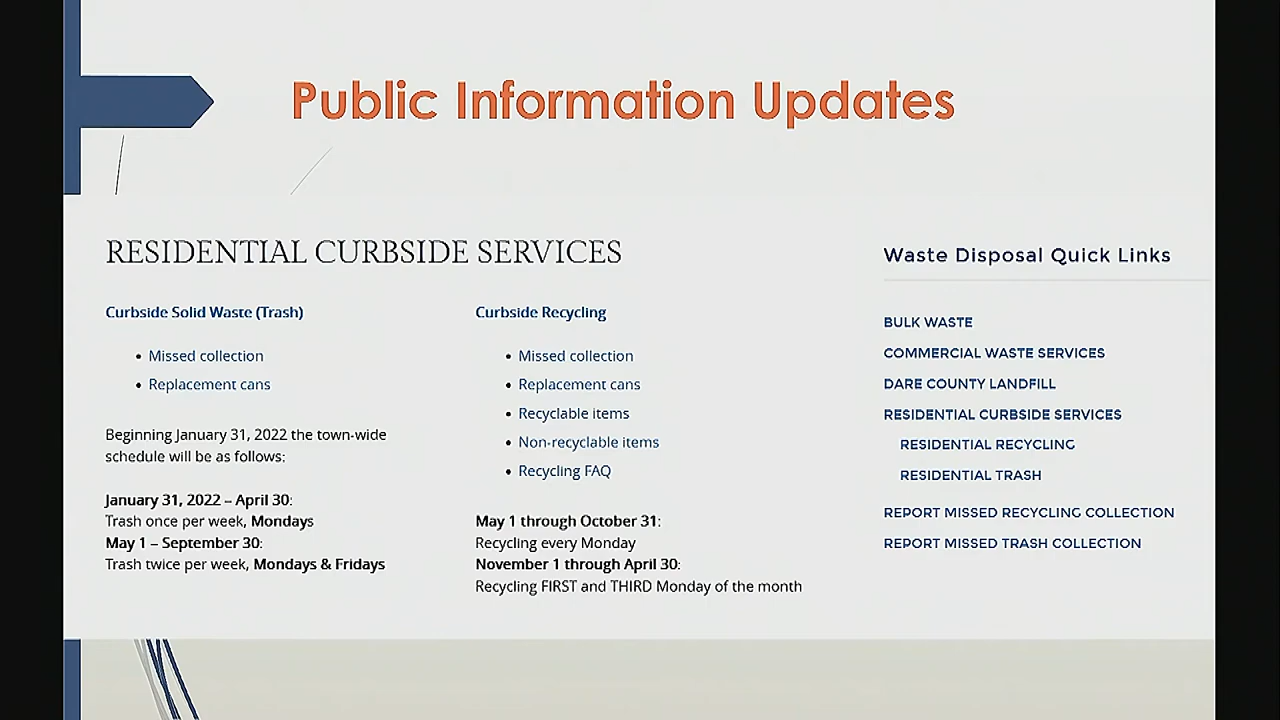 Public Information Updates
RESIDENTIAL CURBSIDE SERVICES
Curbside Solid Waste (Trash)
• Missed collection
• Replacement cans
Beginning January 31, 2022 the town-wide
schedule will be as follows:
January 31, 2022 – April 30:
Trash once per week, Mondays
May 1 – September 30:
Trash twice per week, Mondays & Fridays
Curbside Recycling
• Missed collection
• Replacement cans
• Recyclable items
• Non-recyclable items
• Recycling FAQ
May 1 through October 31:
Recycling every Monday
November 1 through April 30:
Recycling FIRST and THIRD Monday of the month
Waste Disposal Quick Links
BULK WASTE
COMMERCIAL WASTE SERVICES
DARE COUNTY LANDFILL
RESIDENTIAL CURBSIDE SERVICES
RESIDENTIAL RECYCLING
RESIDENTIAL TRASH
REPORT MISSED RECYCLING COLLECTION
REPORT MISSED TRASH COLLECTION